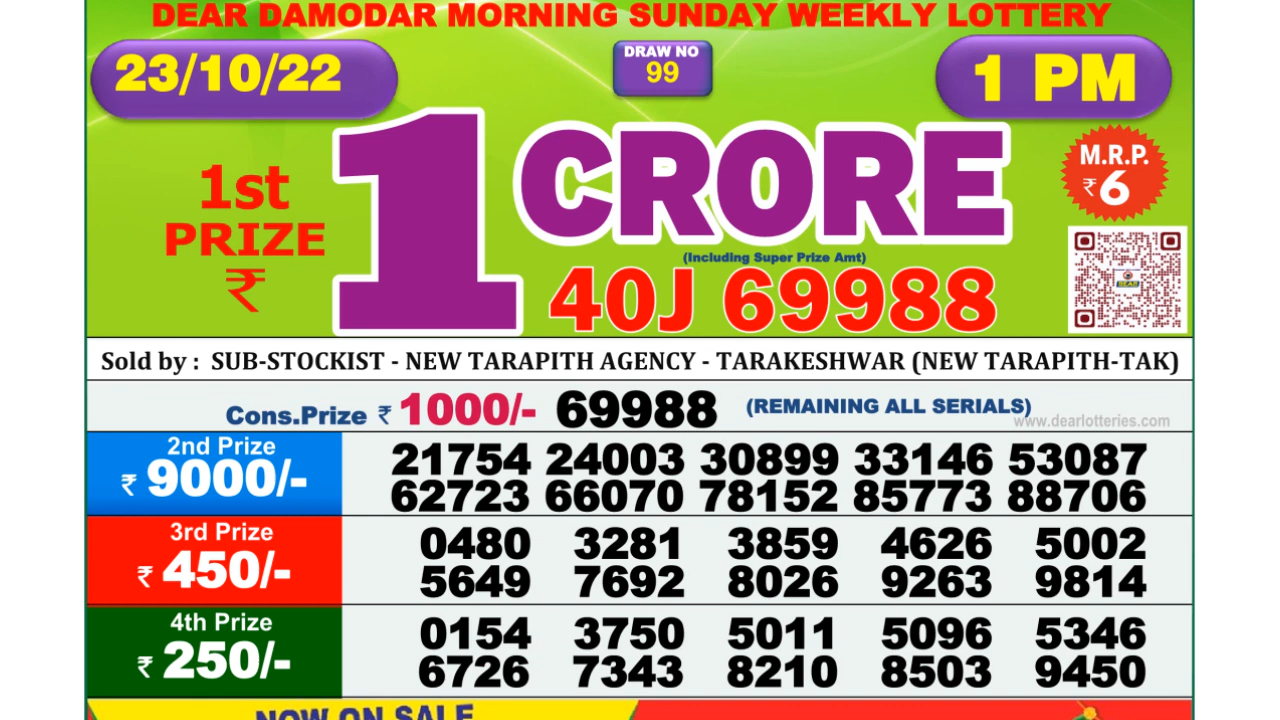 DEAR DAMODAR MORNING SUNDAY WEEKLY LOTTERY
23/10/22
DRAW NO
99
1 PM
1st
PRIZE
₹
1 CRORE
(Including Super Prize Amt)
40J 69988
M.R.P.
₹ 6
DEAR
Sold by : SUB-STOCKIST - NEW TARAPITH AGENCY - TARAKESHWAR (NEW TARAPITH-TAK)
Cons.Prize ₹ 1000/- 69988 (REMAINING ALL SERIALS)
www.dearlotteries.com
2nd Prize
₹ 9000/-
21754 24003 30899 33146 53087
62723 66070 78152 85773 88706
3rd Prize
₹ 450/-
0480 3281 3859 4626 5002
5649 7692 8026 9263 9814
4th Prize
₹ 250/-
0154 3750 5011 5096 5346
6726 7343 8210 8503 9450
NOW ON SALE